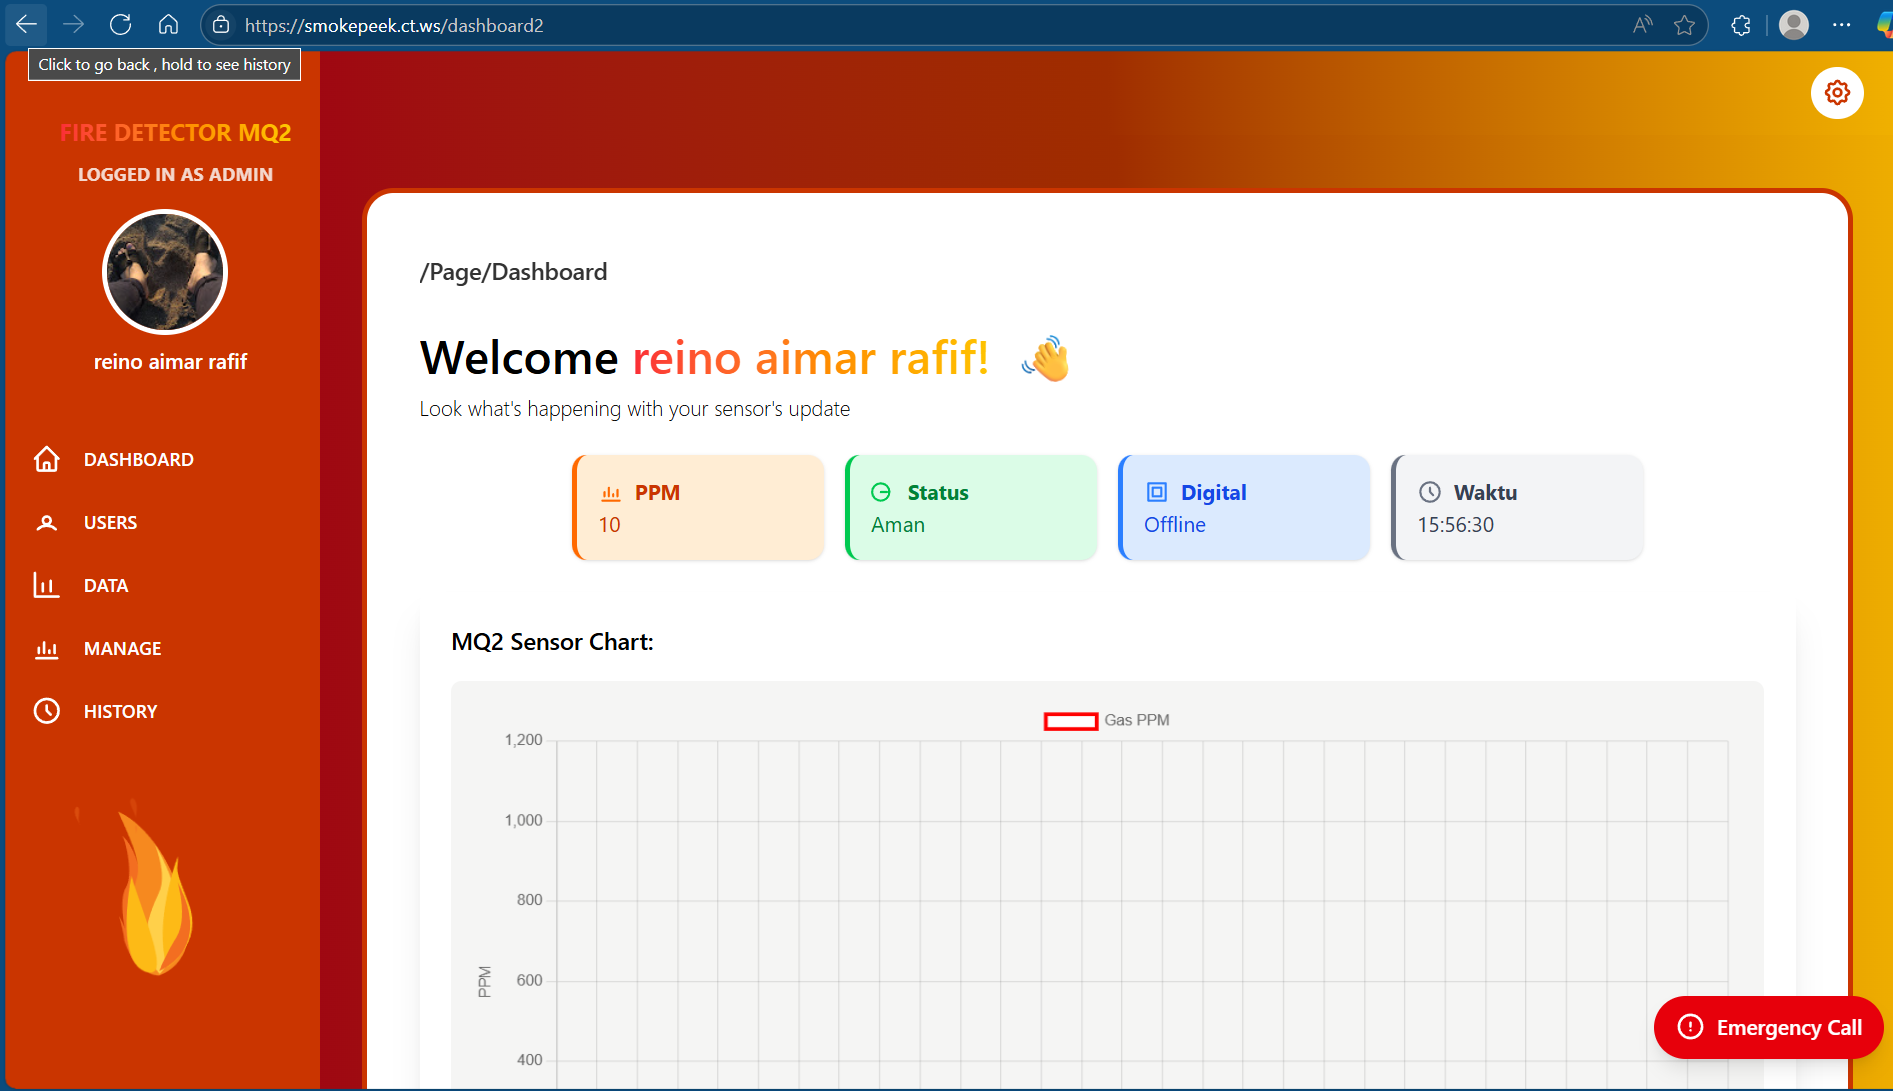 https://smokepeek.ct.ws/dashboard2
Click to go back , hold to see history
FIRE DETECTOR MQ2
LOGGED IN AS ADMIN
reino aimar rafif
DASHBOARD
USERS
DATA
MANAGE
HISTORY
/Page/Dashboard
Welcome reino aimar rafif! 👋
Look what's happening with your sensor's update
PPM
10
Status
Aman
Digital
Offline
Waktu
15:56:30
MQ2 Sensor Chart:
Gas PPM
1,200
1,000
800
600
400
PPM
Emergency Call